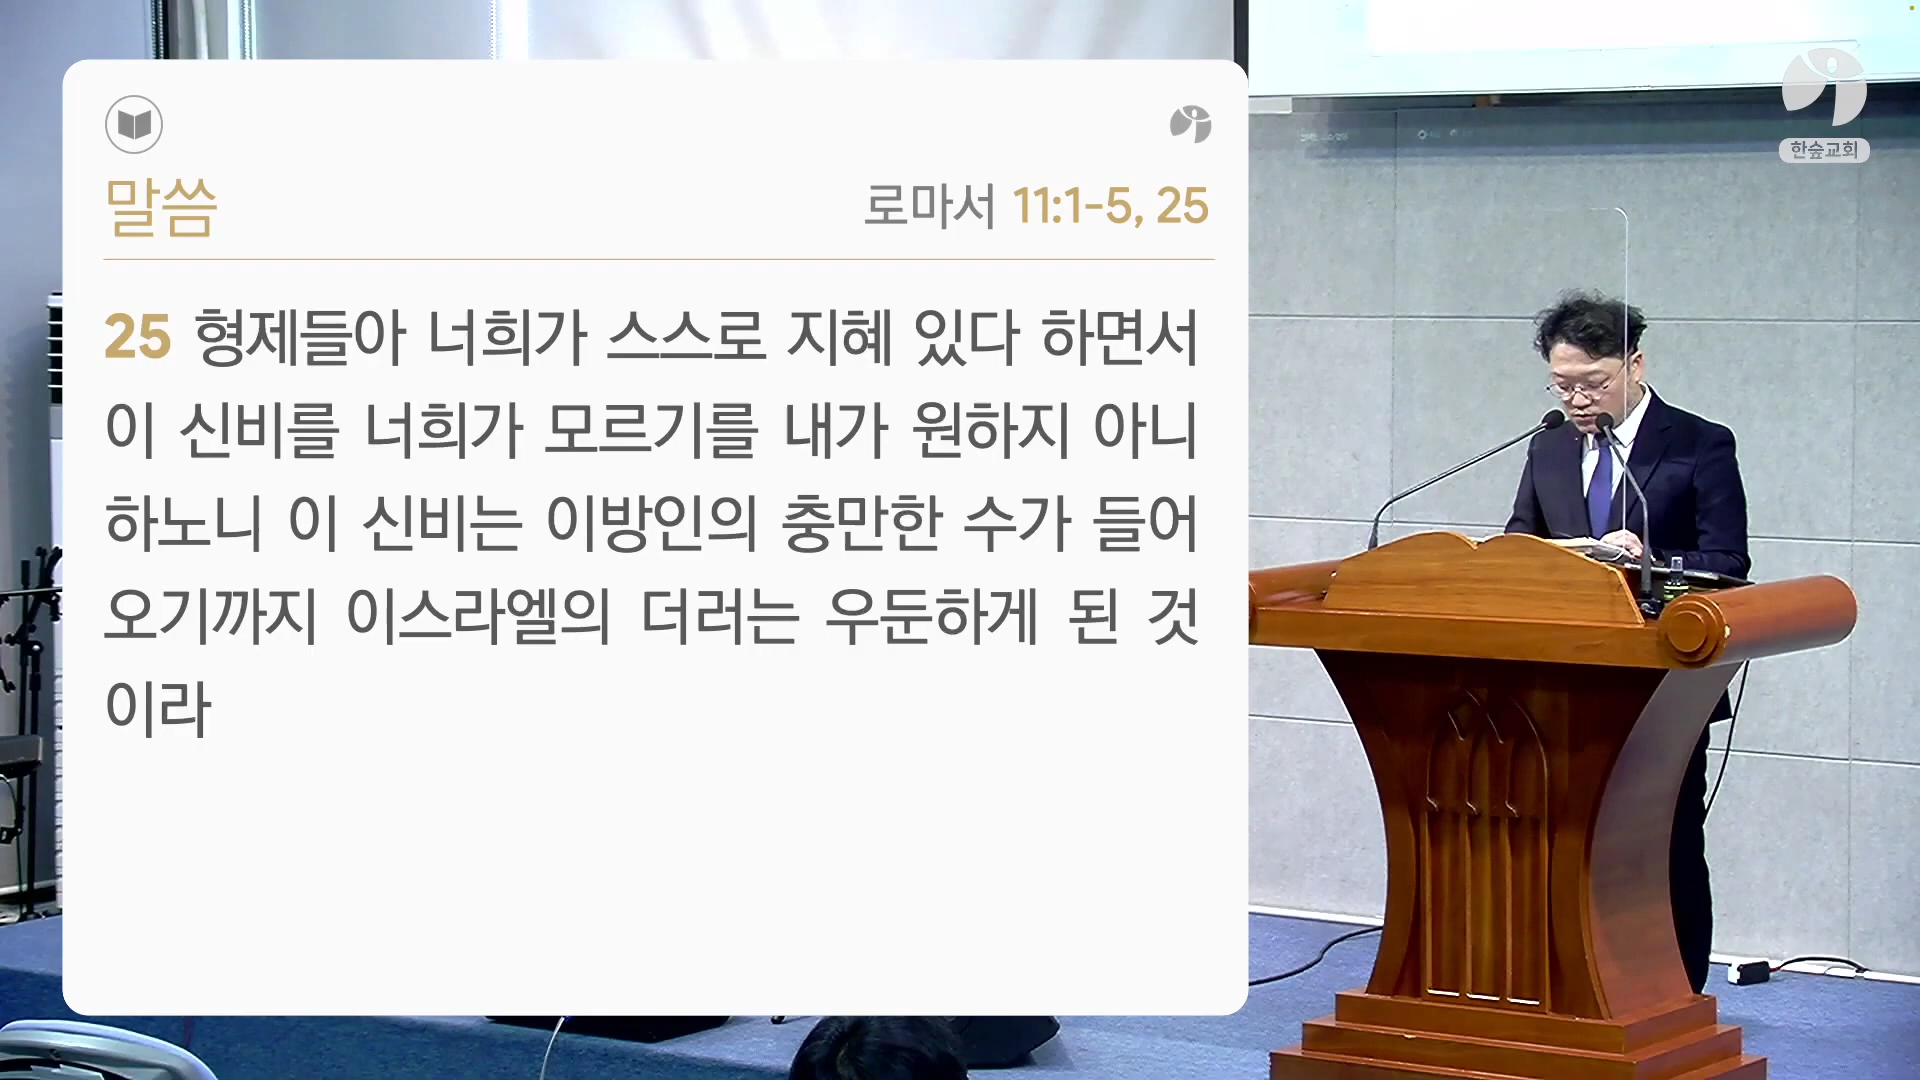 한숲교회
말씀
로마서 11:1-5, 25
25 형제들아 너희가 스스로 지혜 있다 하면서
이 신비를 너희가 모르기를 내가 원하지 아니
하노니 이 신비는 이방인의 충만한 수가 들어
오기까지 이스라엘의 더러는 우둔하게 된 것
이라